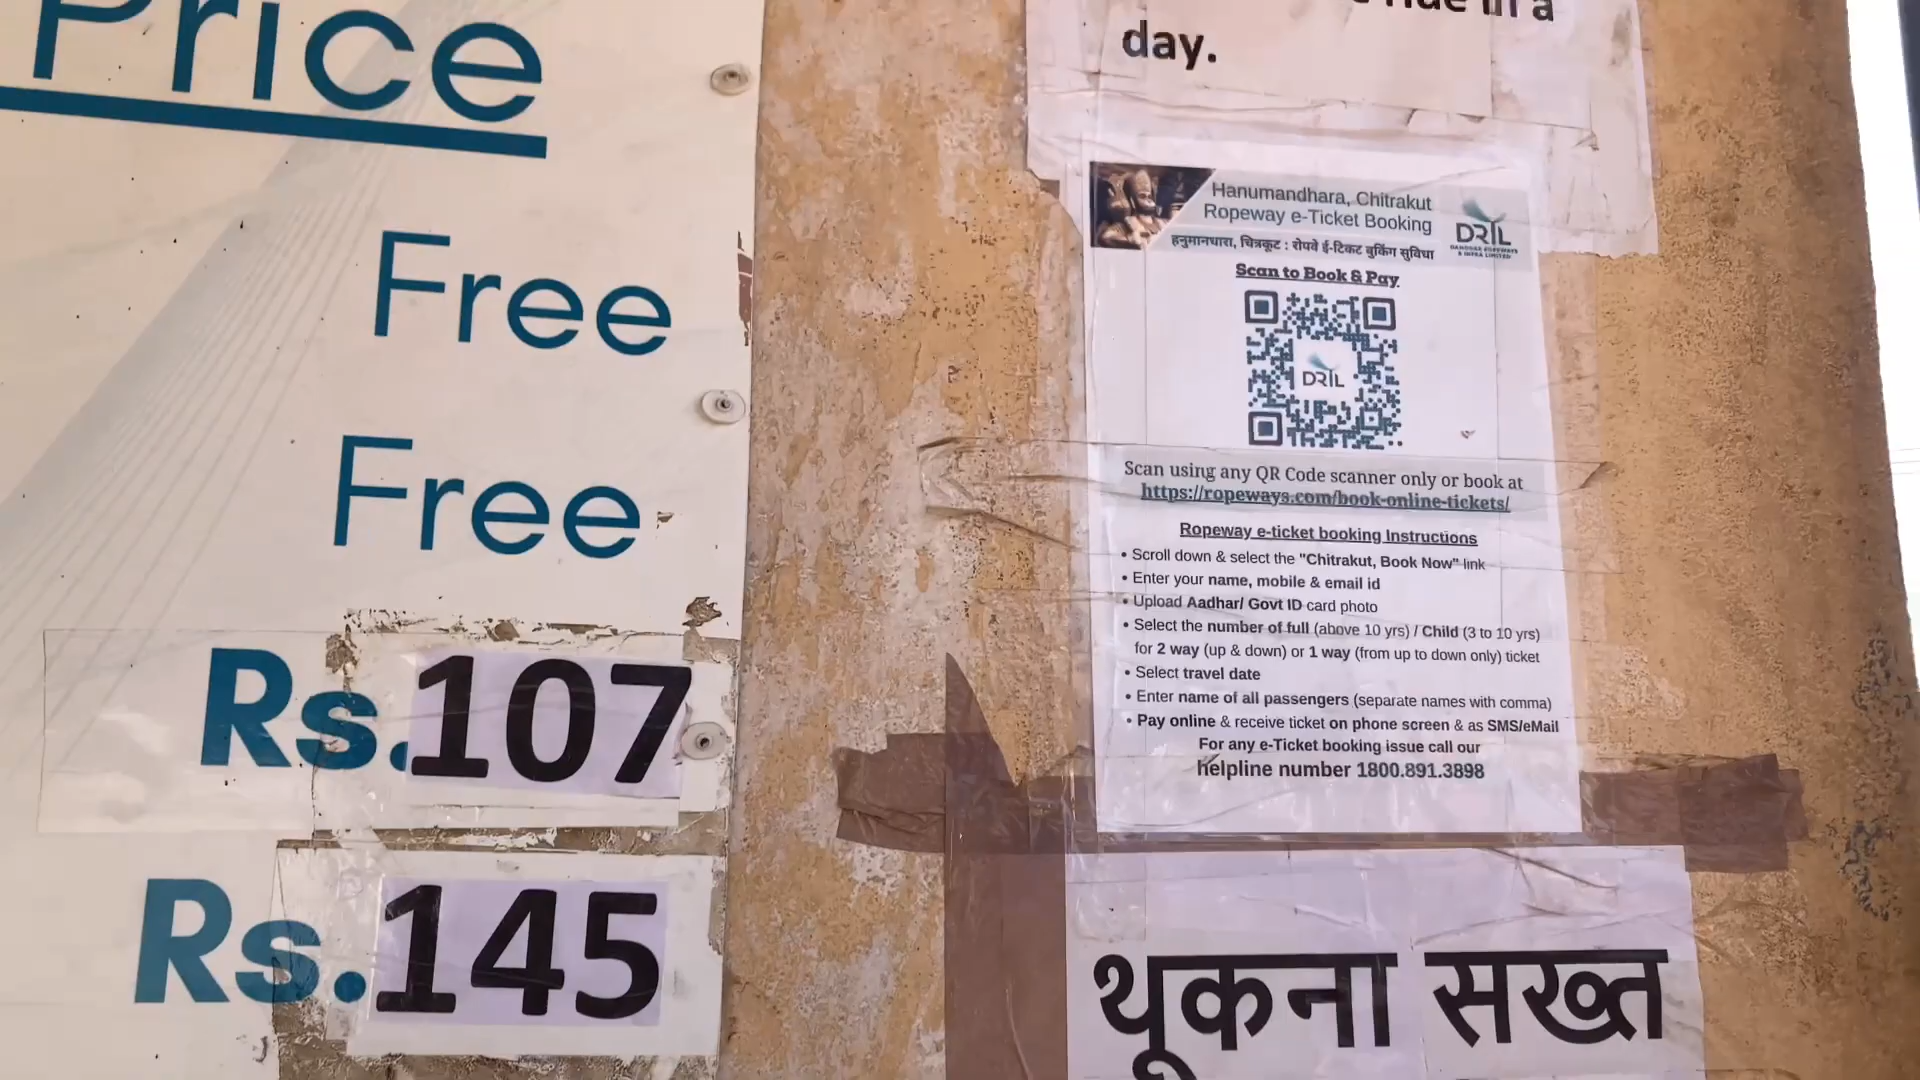 Price
Free
Free
Rs.107
Rs.145
in a
day.
Hanumandhara, Chitrakut
Ropeway e-Ticket Booking
हनुमानधारा, चित्रकूट : रोपवे ई-टिकट बुकिंग सुविधा
DRIL
DAMODAR ROPEWAYS
& INFRA LIMITED
Scan to Book & Pay
DRIL
Scan using any QR Code scanner only or book at
https://ropeways.com/book-online-tickets/
Ropeway e-ticket booking Instructions
• Scroll down & select the "Chitrakut, Book Now" link
• Enter your name, mobile & email id
• Upload Aadhar/ Govt ID card photo
• Select the number of full (above 10 yrs) / Child (3 to 10 yrs)
for 2 way (up & down) or 1 way (from up to down only) ticket
• Select travel date
• Enter name of all passengers (separate names with comma)
• Pay online & receive ticket on phone screen & as SMS/eMail
For any e-Ticket booking issue call our
helpline number 1800.891.3898
थूकना सख्त